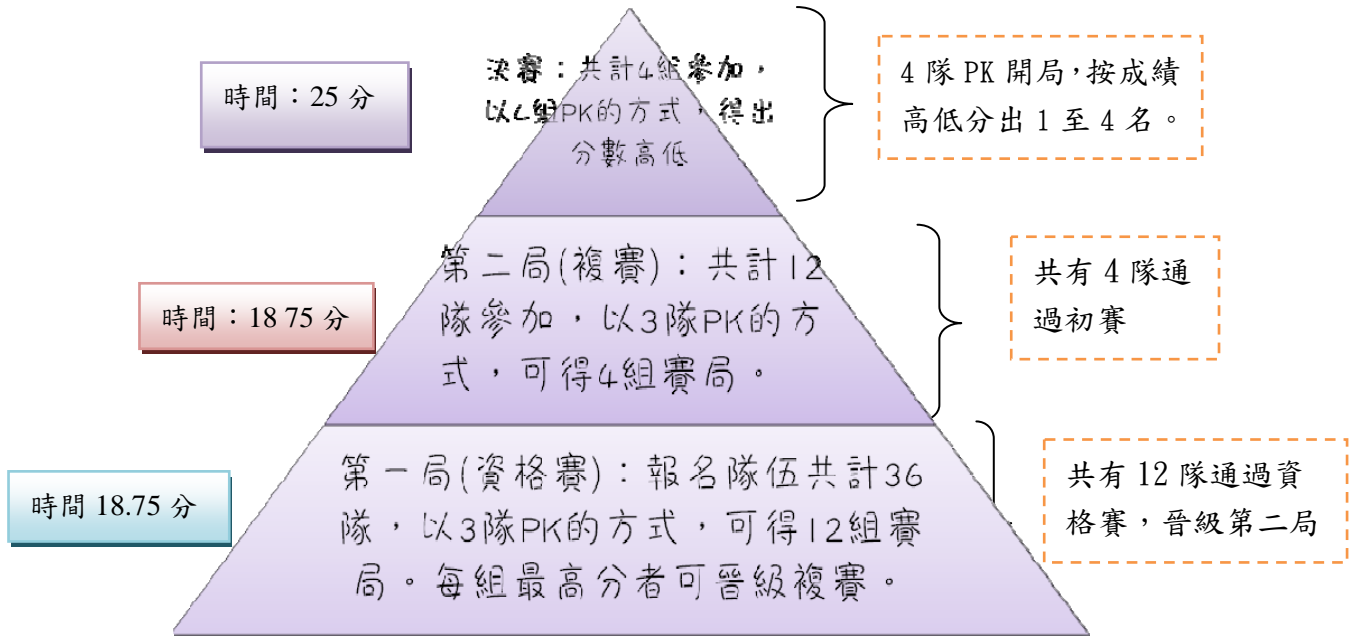 時間：25 分
決賽：共計4組參加，
以4組PK的方式，得出
分數高低
4 隊 PK 開局，按成績
高低分出 1 至 4 名。
時間：18 75 分
第二局(複賽)：共計12
隊參加，以3隊PK的方
式，可得4組賽局。
共有 4 隊通
過初賽
時間 18.75 分
第一局(資格賽)：報名隊伍共計36
隊，以3隊PK的方式，可得12組賽
局。每組最高分者可晉級複賽。
共有 12 隊通過資
格賽，晉級第二局